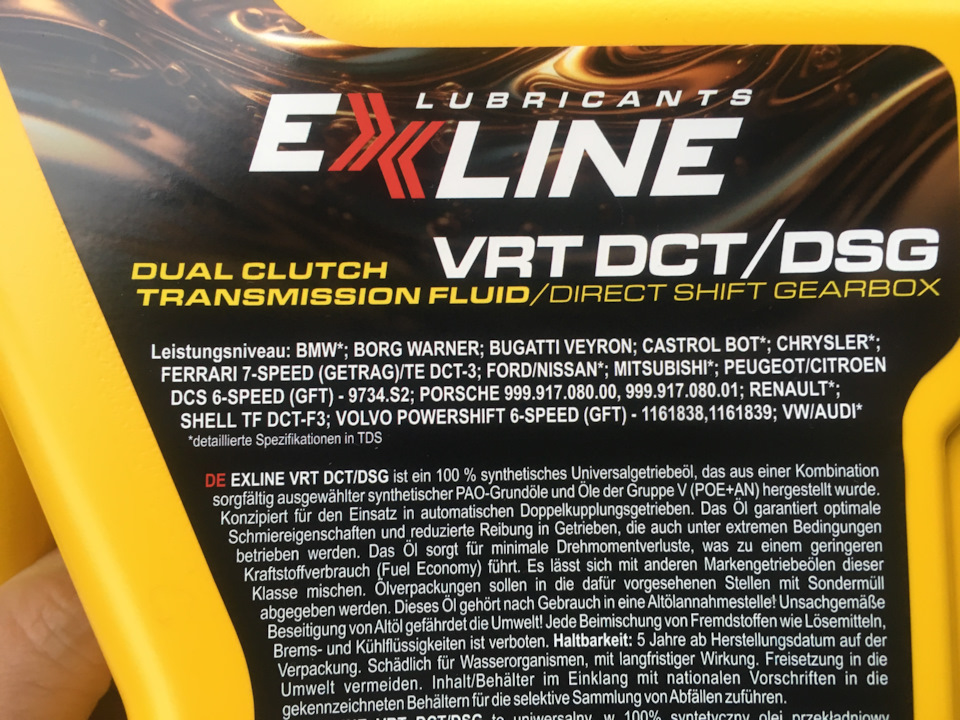 LUBRICANTS
EXLINE
VRT DCT/DSG
DUAL CLUTCH
TRANSMISSION FLUID/DIRECT SHIFT GEARBOX
Leistungsniveau: BMW*; BORG WARNER; BUGATTI VEYRON; CASTROL BOT*; CHRYSLER*;
FERRARI 7-SPEED (GETRAG)/TE DCT-3; FORD/NISSAN*; MITSUBISHI*; PEUGEOT/CITROEN
DCS 6-SPEED (GFT) - 9734.S2; PORSCHE 999.917.080.00, 999.917.080.01; RENAULT*;
SHELL TF DCT-F3; VOLVO POWERSHIFT 6-SPEED (GFT) - 1161838,1161839; VW/AUDI*
*detaillierte Spezifikationen in TDS
DE EXLINE VRT DCT/DSG ist ein 100 % synthetisches Universalgetriebeöl, das aus einer Kombination
sorgfältig ausgewählter synthetischer PAO-Grundöle und Öle der Gruppe V (POE+AN) hergestellt wurde.
Konzipiert für den Einsatz in automatischen Doppelkupplungsgetrieben. Das Öl garantiert optimale
Schmiereigenschaften und reduzierte Reibung in Getrieben, die auch unter extremen Bedingungen
betrieben werden. Das Öl sorgt für minimale Drehmomentverluste, was zu einem geringeren
Kraftstoffverbrauch (Fuel Economy) führt. Es lässt sich mit anderen Markengetriebeölen dieser
Klasse mischen. Ölverpackungen sollen in die dafür vorgesehenen Stellen mit Sondermüll
abgegeben werden. Dieses Öl gehört nach Gebrauch in eine Altölannahmestelle! Unsachgemäße
Beseitigung von Altöl gefährdet die Umwelt! Jede Beimischung von Fremdstoffen wie Lösemitteln,
Brems- und Kühlflüssigkeiten ist verboten. Haltbarkeit: 5 Jahre ab Herstellungsdatum auf der
Verpackung. Schädlich für Wasserorganismen, mit langfristiger Wirkung. Freisetzung in die
Umwelt vermeiden. Inhalt/Behälter im Einklang mit nationalen Vorschriften in die
gekennzeichneten Behältern für die selektive Sammlung von Abfällen zuführen.
VRT DCT/DSG to uniwersalny, w 100% syntetyczny olej przekładniowy